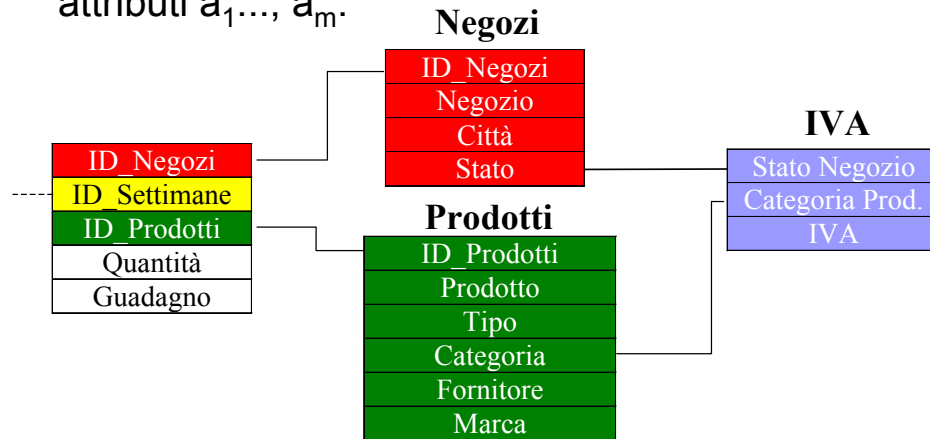 attributi a1..., am.
Negozi
ID_Negozi
Negozio
Città
Stato
IVA
Stato Negozio
Categoria Prod.
IVA
ID_Negozi
ID_Settimane
ID_Prodotti
Quantità
Guadagno
Prodotti
ID_Prodotti
Prodotto
Tipo
Categoria
Fornitore
Marca